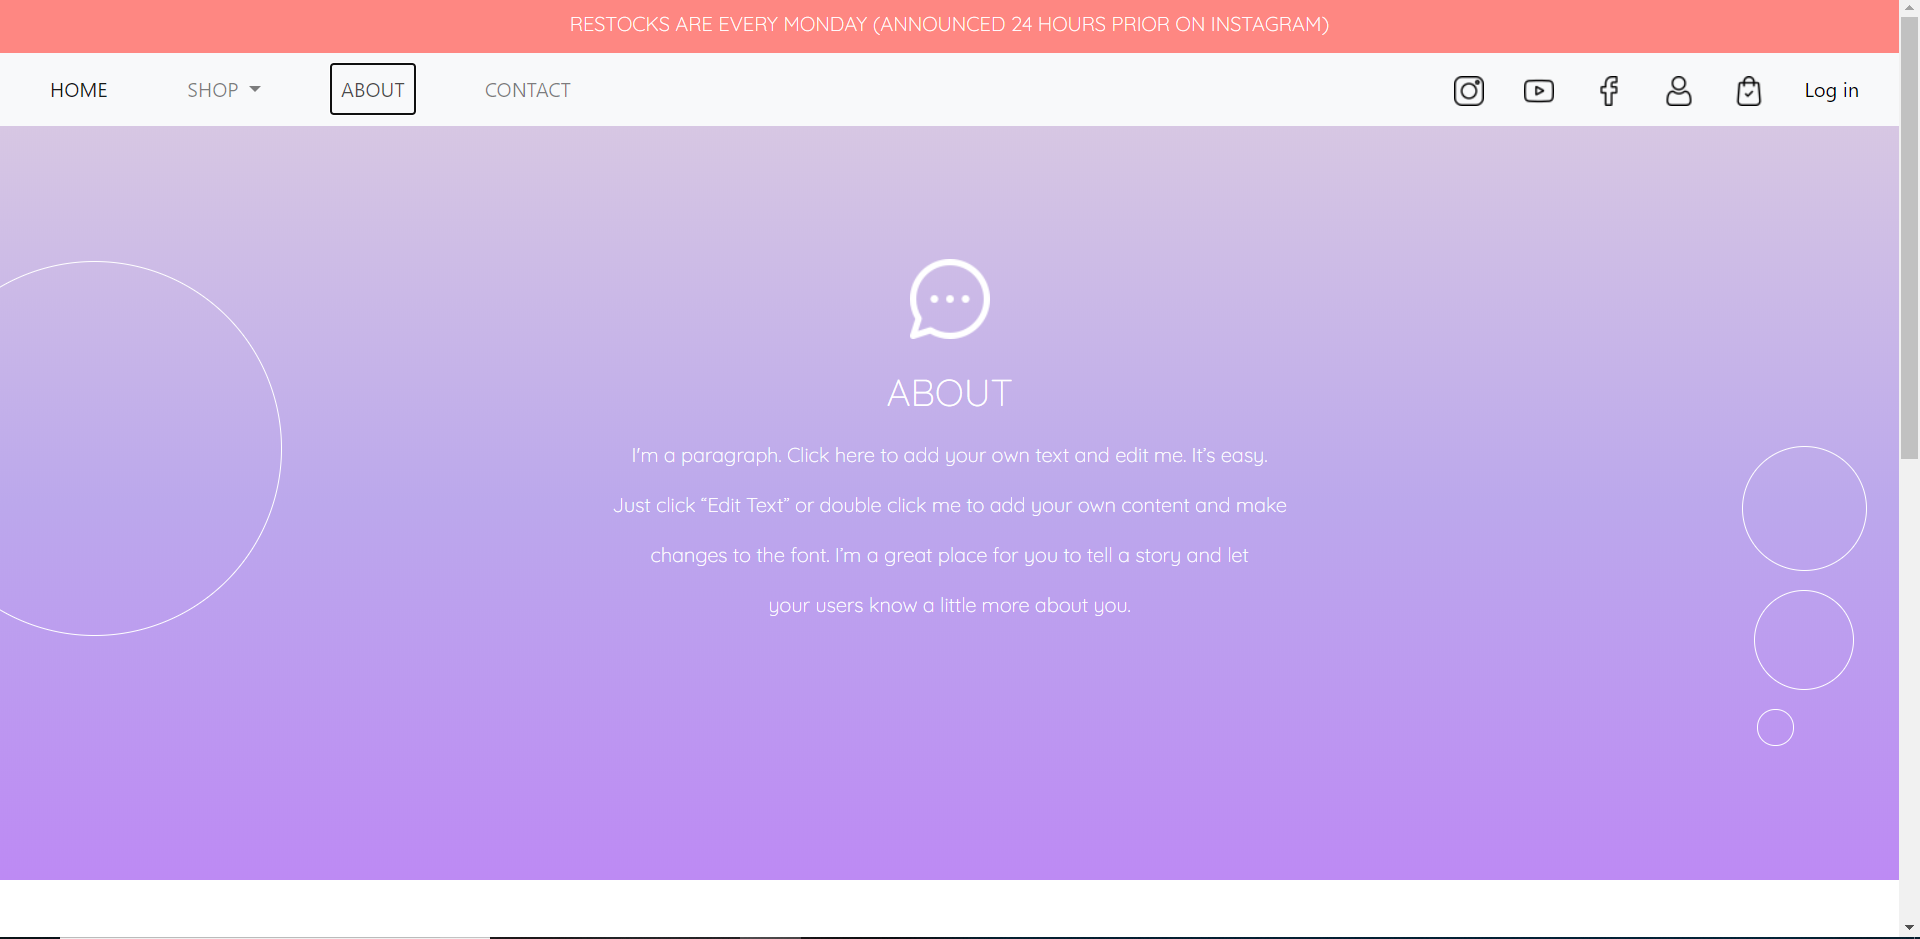 RESTOCKS ARE EVERY MONDAY (ANNOUNCED 24 HOURS PRIOR ON INSTAGRAM)
HOME SHOP ABOUT CONTACT Log in
ABOUT
I'm a paragraph. Click here to add your own text and edit me. It’s easy.
Just click “Edit Text” or double click me to add your own content and make
changes to the font. I’m a great place for you to tell a story and let
your users know a little more about you.